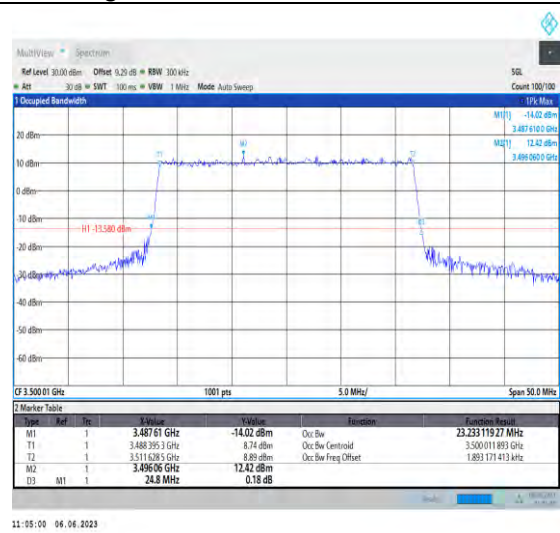 MultiView Spectrum
Ref Level 30.00 dBm Offset 9.29 dB RBW 300 kHz SGL
Att 30 dB SWT 100 ms VBW 1 MHz Mode Auto Sweep Count 100/100
1 Occupied Bandwidth 1Pk Max
M1[1] -14.02 dBm
3.487 610 0 GHz
M2[1] 12.42 dBm
3.496 060 0 GHz
20 dBm
T1 M2 T2
10 dBm
0 dBm
-10 dBm
H1 -13.580 dBm
-20 dBm
-30 dBm
-40 dBm
-50 dBm
-60 dBm
CF 3.500 01 GHz 1001 pts 5.0 MHz/ Span 50.0 MHz
2 Marker Table
Type Ref Trc X-Value Y-Value Function Function Result
M1 1 3.487 61 GHz -14.02 dBm Occ Bw 23.233 119 27 MHz
T1 1 3.488 395 3 GHz 8.74 dBm Occ Bw Centroid 3.500 011 893 GHz
T2 1 3.511 628 5 GHz 8.89 dBm Occ Bw Freq Offset 1.893 171 413 kHz
M2 1 3.496 06 GHz 12.42 dBm
D3 M1 1 24.8 MHz 0.18 dB
11:05:00 06.06.2023